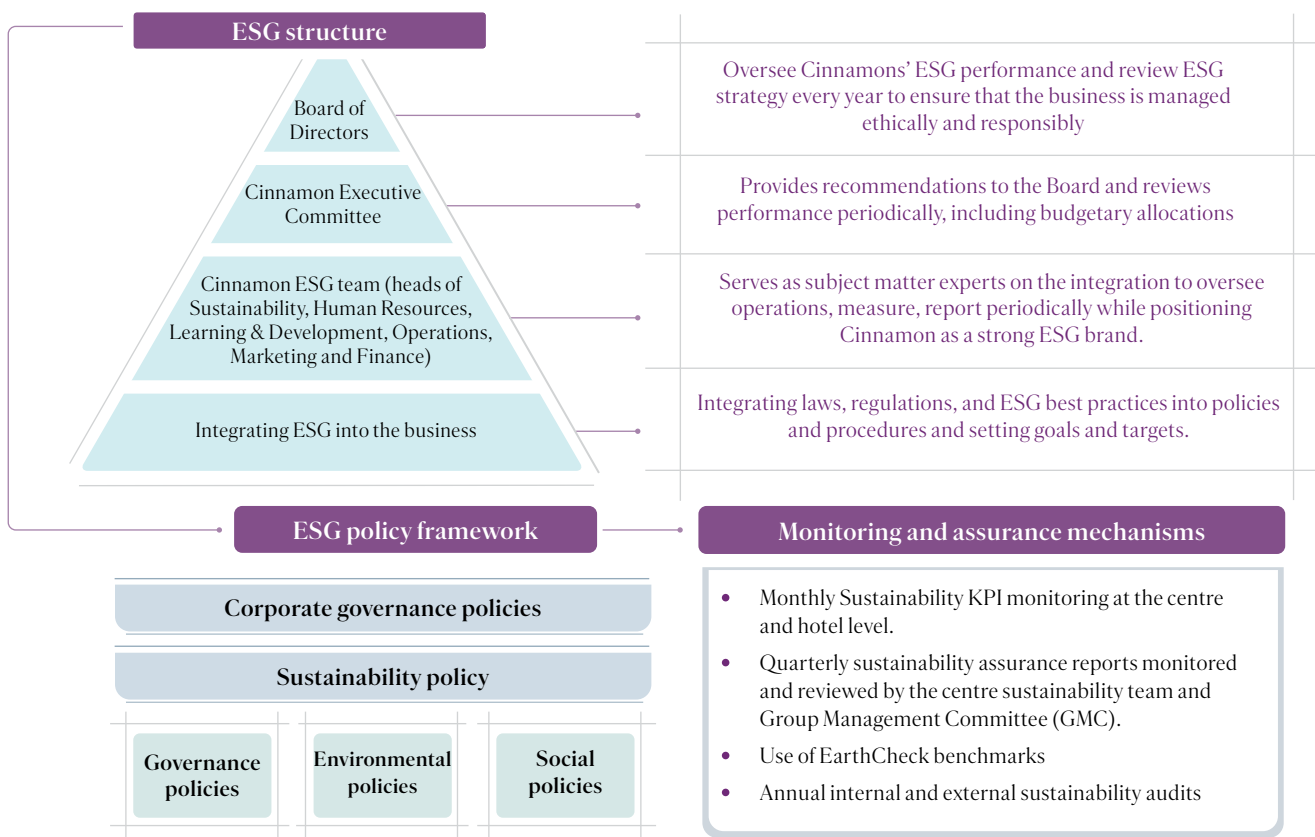 ESG structure
Board of
Directors
Oversee Cinnamons’ ESG performance and review ESG
strategy every year to ensure that the business is managed
ethically and responsibly
Cinnamon Executive
Committee
Provides recommendations to the Board and reviews
performance periodically, including budgetary allocations
Cinnamon ESG team (heads of
Sustainability, Human Resources,
Learning & Development, Operations,
Marketing and Finance)
Serves as subject matter experts on the integration to oversee
operations, measure, report periodically while positioning
Cinnamon as a strong ESG brand.
Integrating ESG into the business
Integrating laws, regulations, and ESG best practices into policies
and procedures and setting goals and targets.
ESG policy framework
Corporate governance policies
Sustainability policy
Governance
policies
Environmental
policies
Social
policies
Monitoring and assurance mechanisms
• Monthly Sustainability KPI monitoring at the centre
and hotel level.
• Quarterly sustainability assurance reports monitored
and reviewed by the centre sustainability team and
Group Management Committee (GMC).
• Use of EarthCheck benchmarks
• Annual internal and external sustainability audits